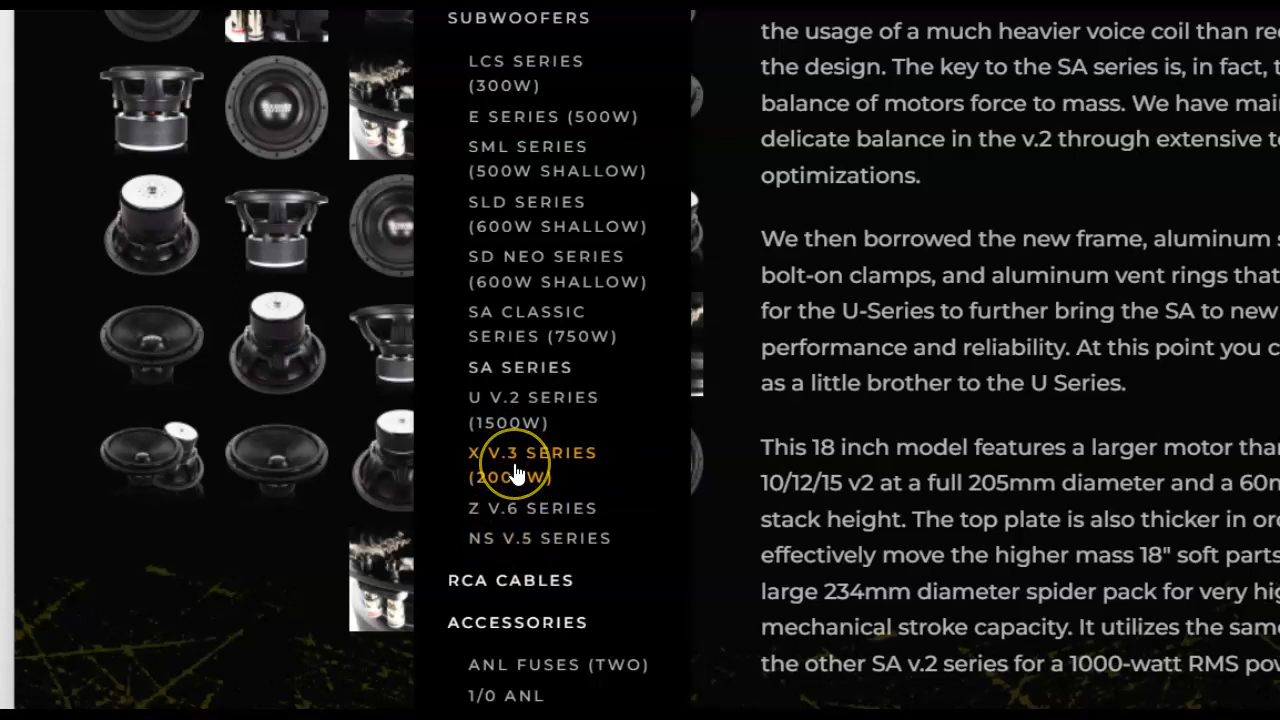 SUBWOOFERS
LCS SERIES
(300W)
E SERIES (500W)
SML SERIES
(500W SHALLOW)
SLD SERIES
(600W SHALLOW)
SD NEO SERIES
(600W SHALLOW)
SA CLASSIC
SERIES (750W)
SA SERIES
U V.2 SERIES
(1500W)
X V.3 SERIES
Z V.6 SERIES
NS V.5 SERIES
RCA CABLES
ACCESSORIES
ANL FUSES (TWO)
1/0 ANL
the usage of a much heavier voice coil than
the design. The key to the SA series is, in fact,
balance of motors force to mass. We have
delicate balance in the v.2 through extensive
optimizations.
We then borrowed the new frame, aluminum
bolt-on clamps, and aluminum vent rings that
for the U-Series to further bring the SA to new
performance and reliability. At this point you
as a little brother to the U Series.
This 18 inch model features a larger motor
10/12/15 v2 at a full 205mm diameter and a
stack height. The top plate is also thicker in
effectively move the higher mass 18" soft parts
large 234mm diameter spider pack for very
mechanical stroke capacity. It utilizes the
the other SA v.2 series for a 1000-watt RMS